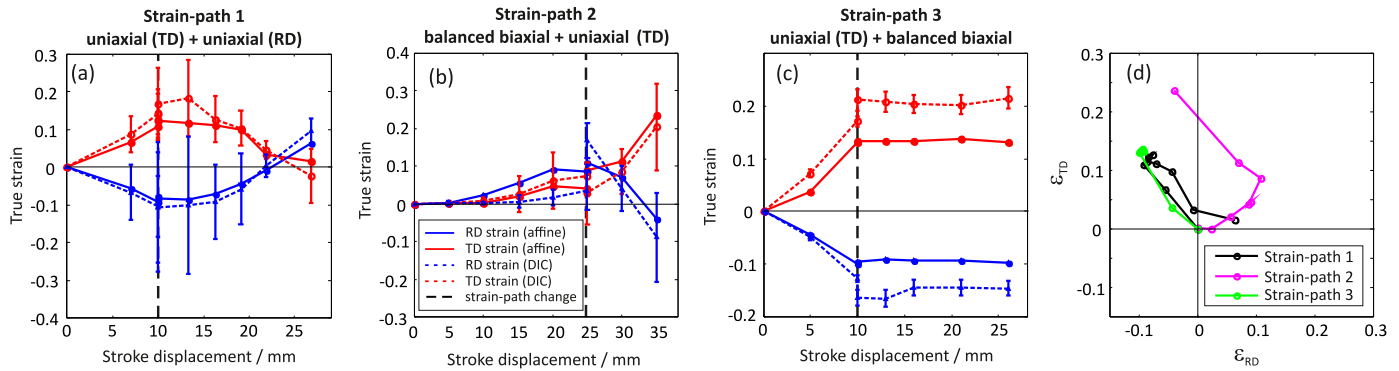 Strain-path 1
uniaxial (TD) + uniaxial (RD)
(a)
True strain
0.3
0.2
0.1
0
-0.1
-0.2
-0.3
-0.4
0
5
10
15
20
25
Stroke displacement / mm
Strain-path 2
balanced biaxial + uniaxial (TD)
(b)
True strain
0.4
0.3
0.2
0.1
0
-0.1
-0.2
-0.3
RD strain (affine)
TD strain (affine)
RD strain (DIC)
TD strain (DIC)
strain-path change
0
5
10
15
20
25
30
35
Stroke displacement / mm
Strain-path 3
uniaxial (TD) + balanced biaxial
(c)
True strain
0.2
0.1
0
-0.1
-0.2
0
5
10
15
20
25
Stroke displacement / mm
(d)
εTD
0.3
0.2
0.1
0
-0.1
Strain-path 1
Strain-path 2
Strain-path 3
-0.1
0
0.1
0.2
0.3
εRD